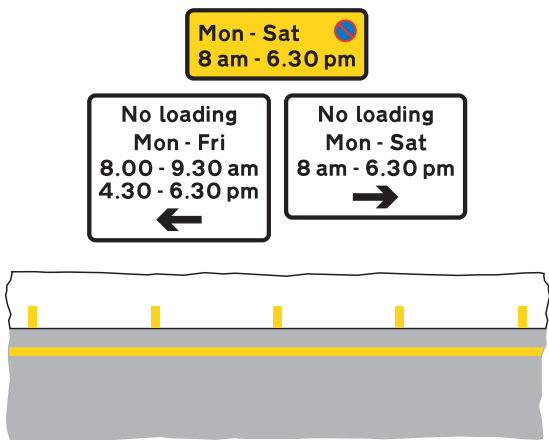 Mon - Sat
8 am - 6.30 pm
No loading
Mon - Fri
8.00 - 9.30 am
4.30 - 6.30 pm
No loading
Mon - Sat
8 am - 6.30 pm